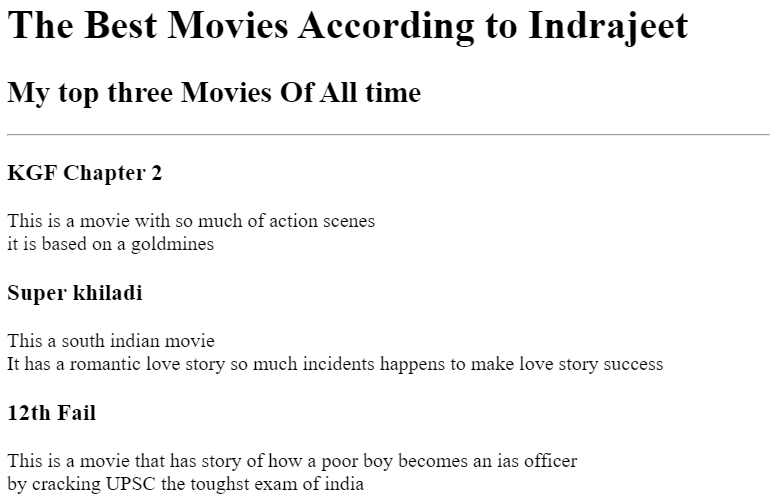 The Best Movies According to Indrajeet
My top three Movies Of All time
KGF Chapter 2
This is a movie with so much of action scenes
it is based on a goldmines
Super khiladi
This a south indian movie
It has a romantic love story so much incidents happens to make love story success
12th Fail
This is a movie that has story of how a poor boy becomes an ias officer
by cracking UPSC the toughst exam of india